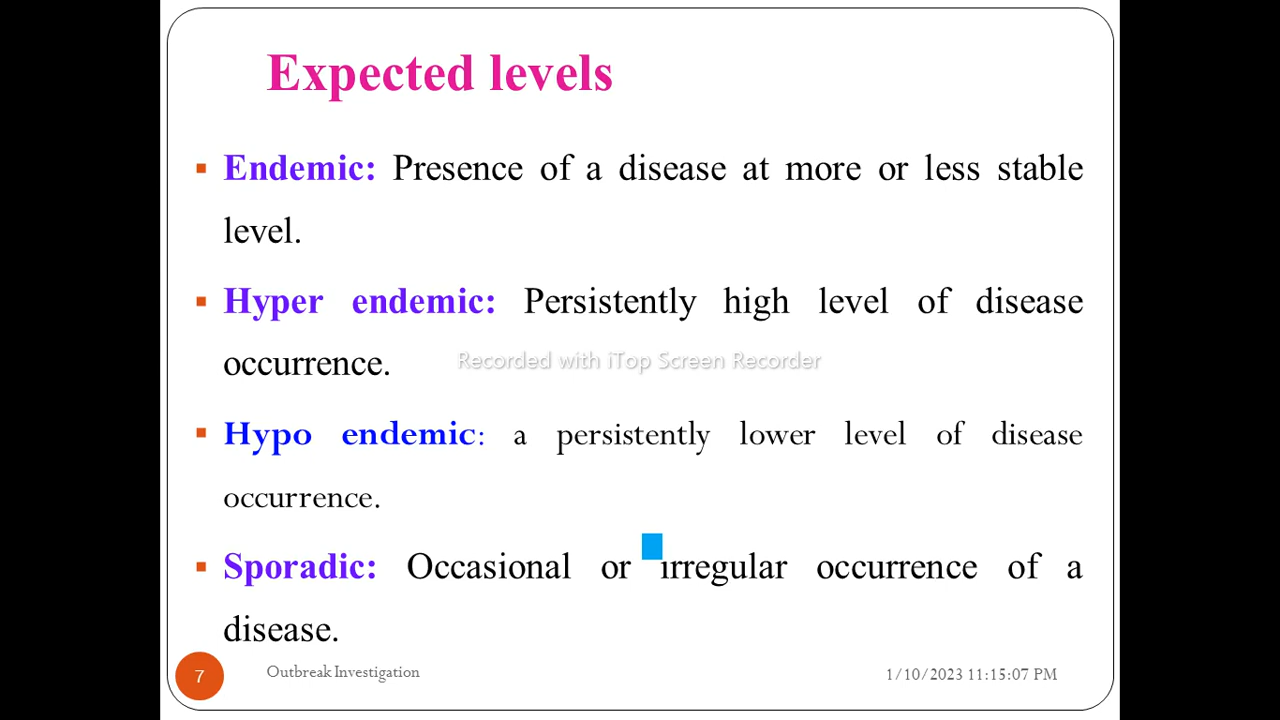 Expected levels
▪ Endemic: Presence of a disease at more or less stable
level.
▪ Hyper endemic: Persistently high level of disease
occurrence.
Recorded with iTop Screen Recorder
▪ Hypo endemic: a persistently lower level of disease
occurrence.
▪ Sporadic: Occasional or irregular occurrence of a
disease.
7
Outbreak Investigation
1/10/2023 11:15:07 PM